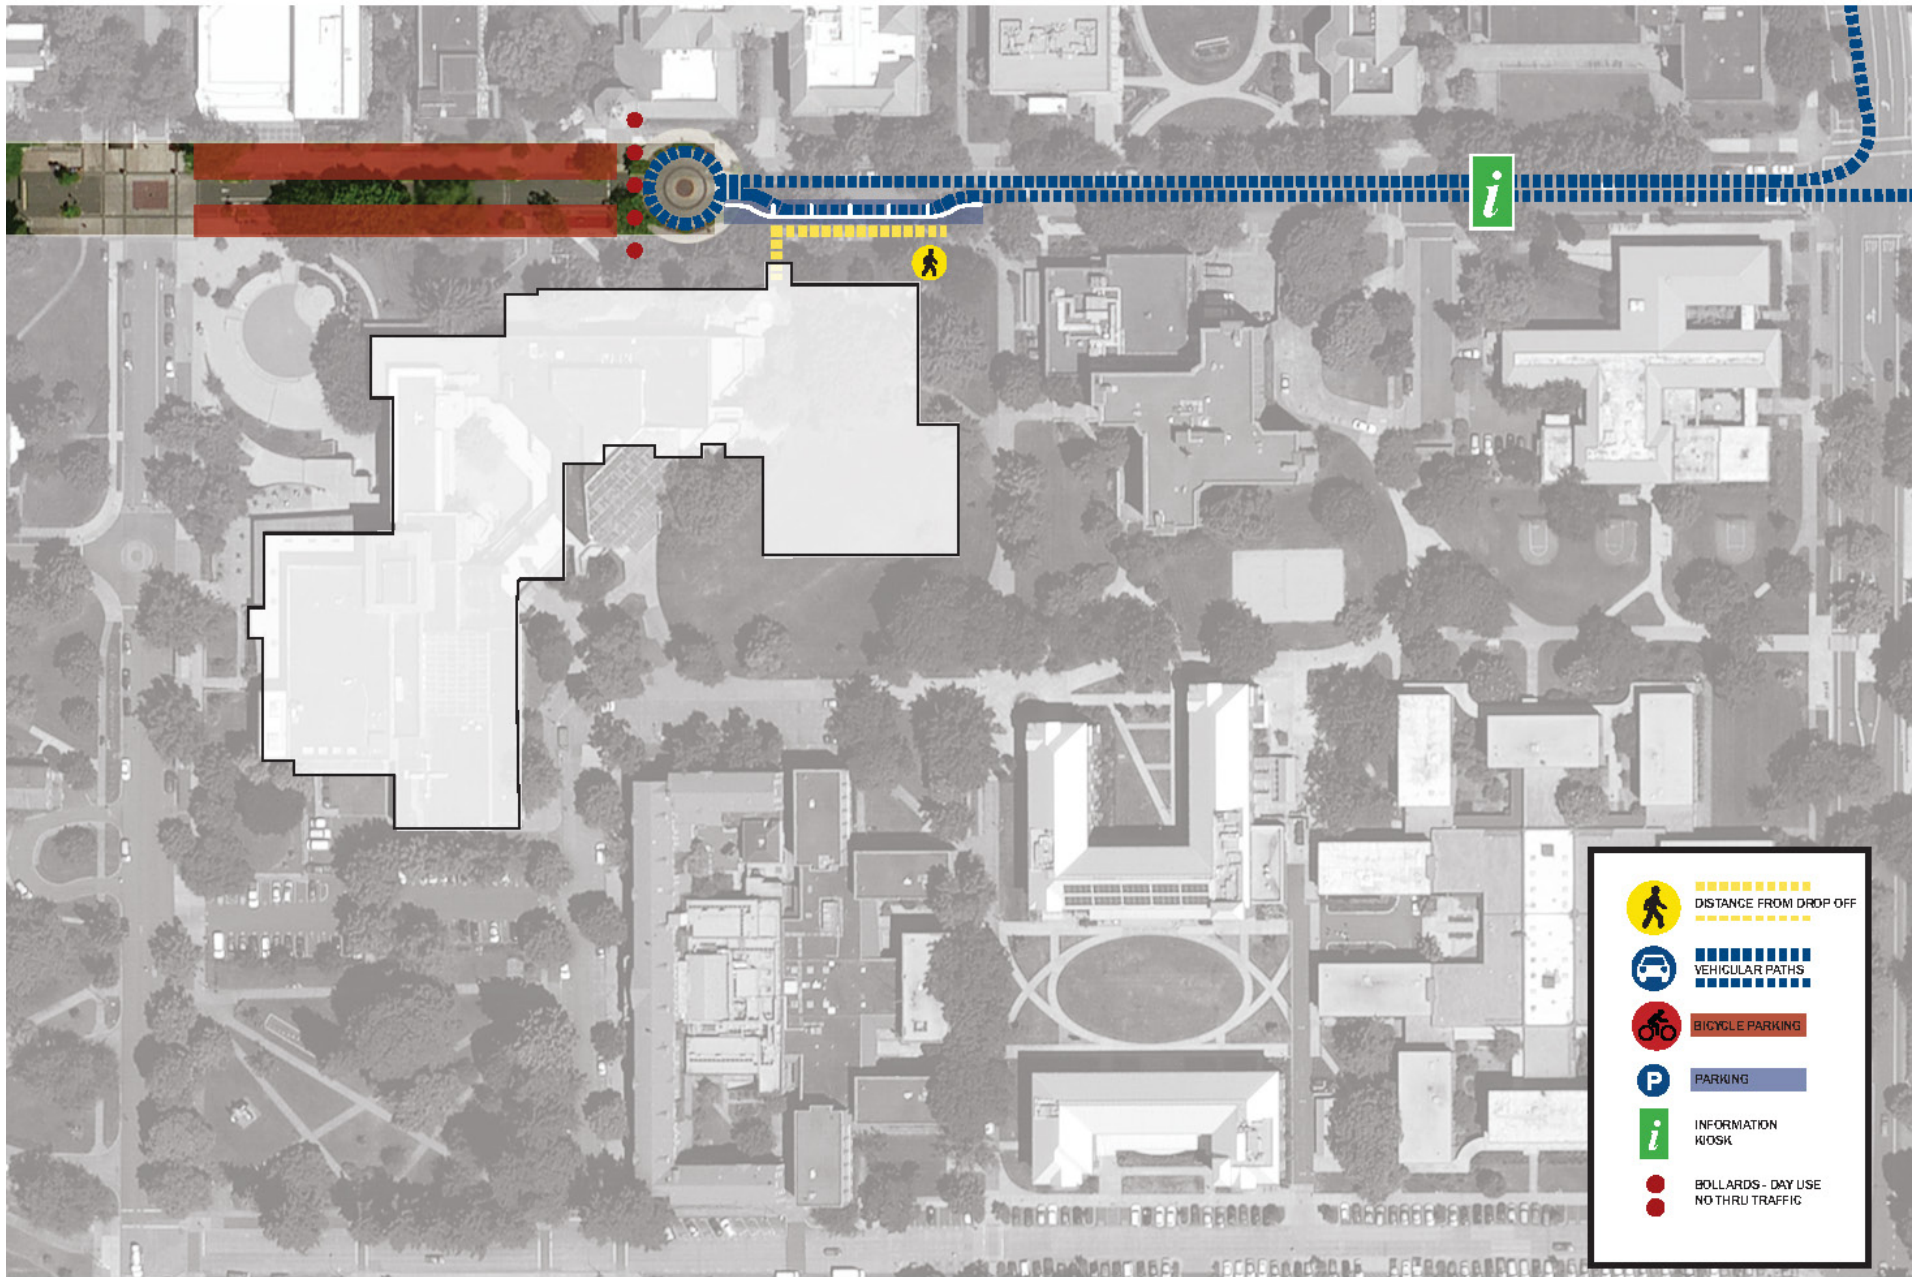 i
DISTANCE FROM DROP OFF
VEHICULAR PATHS
BICYCLE PARKING
P
PARKING
i
INFORMATION
KIOSK
BOLLARDS - DAY USE
NO THRU TRAFFIC